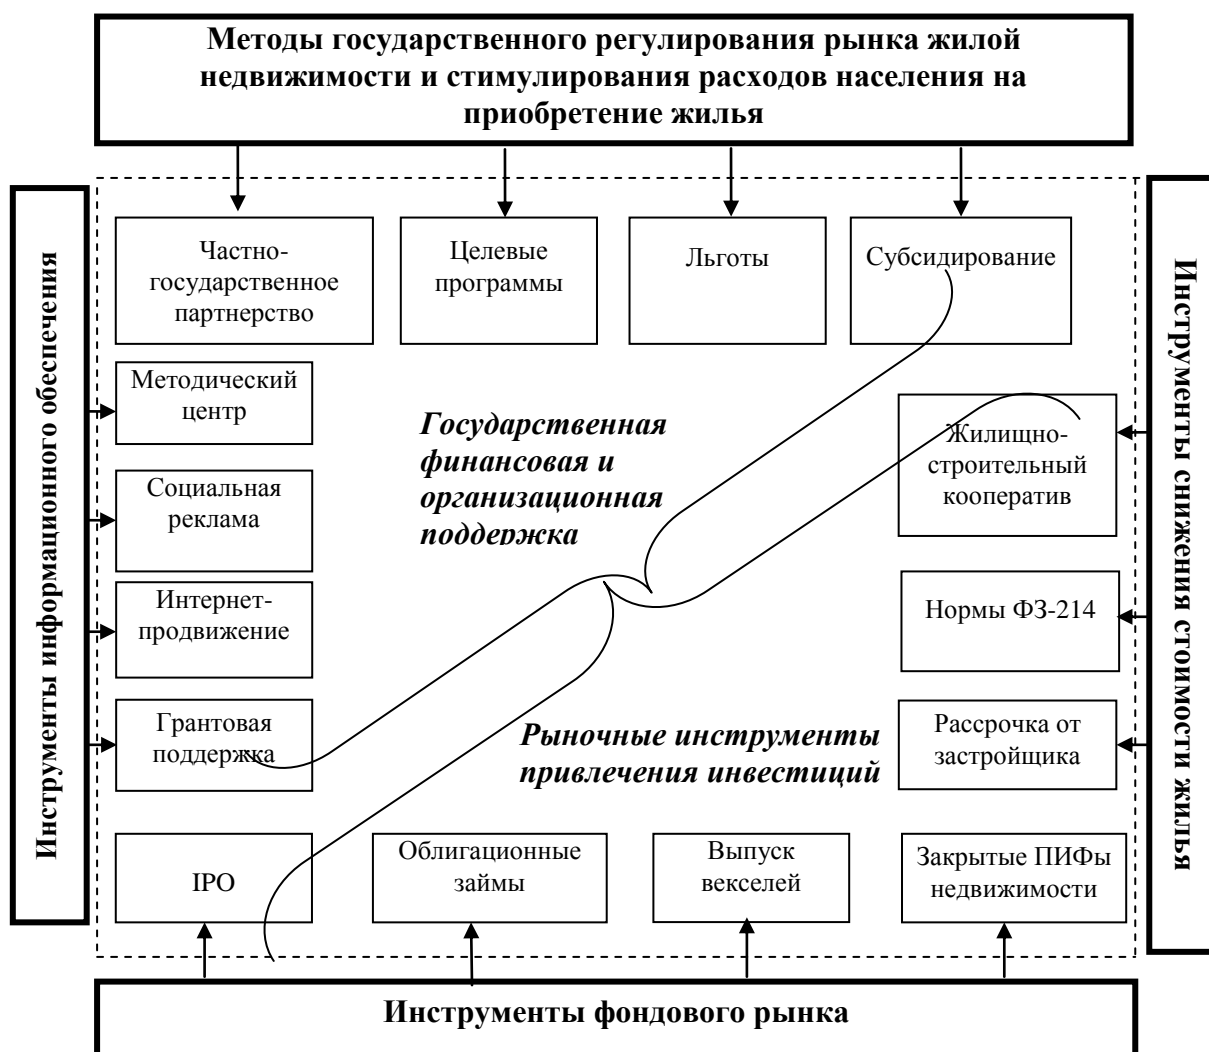 Методы государственного регулирования рынка жилой
недвижимости и стимулирования расходов населения на
приобретение жилья
Инструменты информационного обеспечения
Частно-
государственное
партнерство
Целевые
программы
Льготы
Субсидирование
Методический
центр
Социальная
реклама
Интернет-
продвижение
Грантовая
поддержка
Государственная
финансовая и
организационная
поддержка
Рыночные инструменты
привлечения инвестиций
Жилищно-
строительный
кооператив
Нормы ФЗ-214
Рассрочка от
застройщика
Инструменты снижения стоимости жилья
IPO
Облигационные
займы
Выпуск
векселей
Закрытые ПИФы
недвижимости
Инструменты фондового рынка